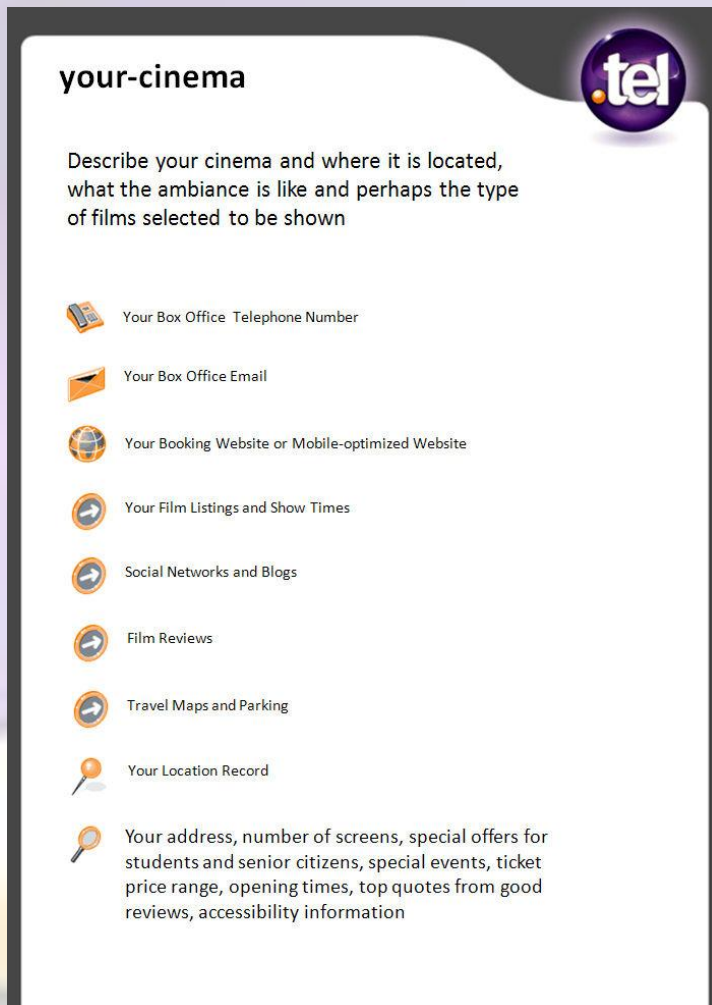 your-cinema
.tel
Describe your cinema and where it is located,
what the ambiance is like and perhaps the type
of films selected to be shown
Your Box Office Telephone Number
Your Box Office Email
Your Booking Website or Mobile-optimized Website
Your Film Listings and Show Times
Social Networks and Blogs
Film Reviews
Travel Maps and Parking
Your Location Record
Your address, number of screens, special offers for
students and senior citizens, special events, ticket
price range, opening times, top quotes from good
reviews, accessibility information